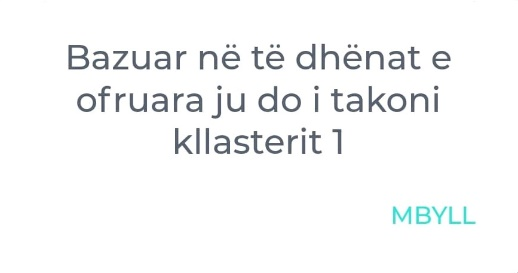 Bazuar në të dhënat e
ofruara ju do i takoni
kllasterit 1
MBYLL